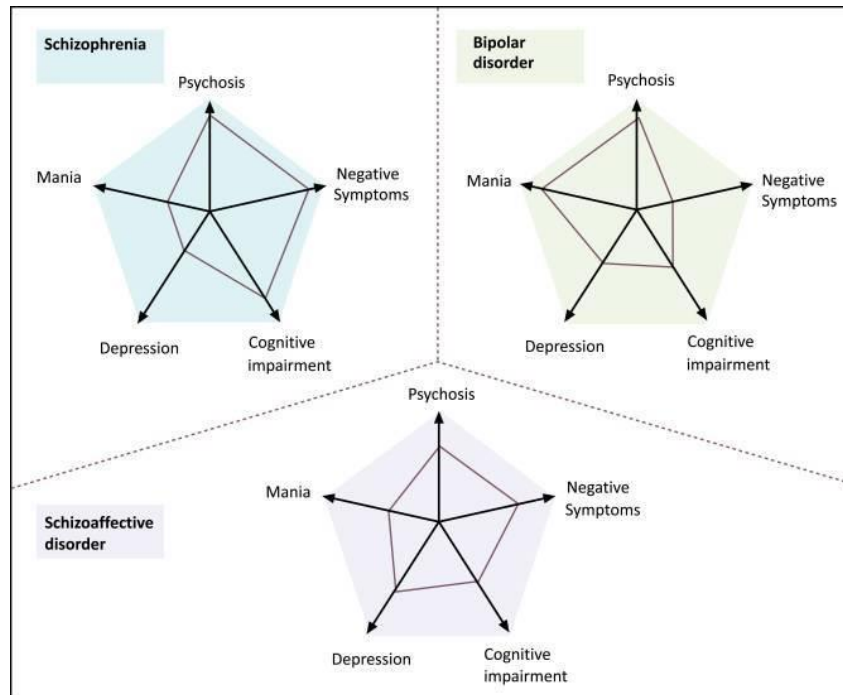 Schizophrenia
Psychosis
Mania
Negative
Symptoms
Depression
Cognitive
impairment
Bipolar
disorder
Psychosis
Mania
Negative
Symptoms
Depression
Cognitive
impairment
Psychosis
Mania
Negative
Symptoms
Schizoaffective
disorder
Depression
Cognitive
impairment